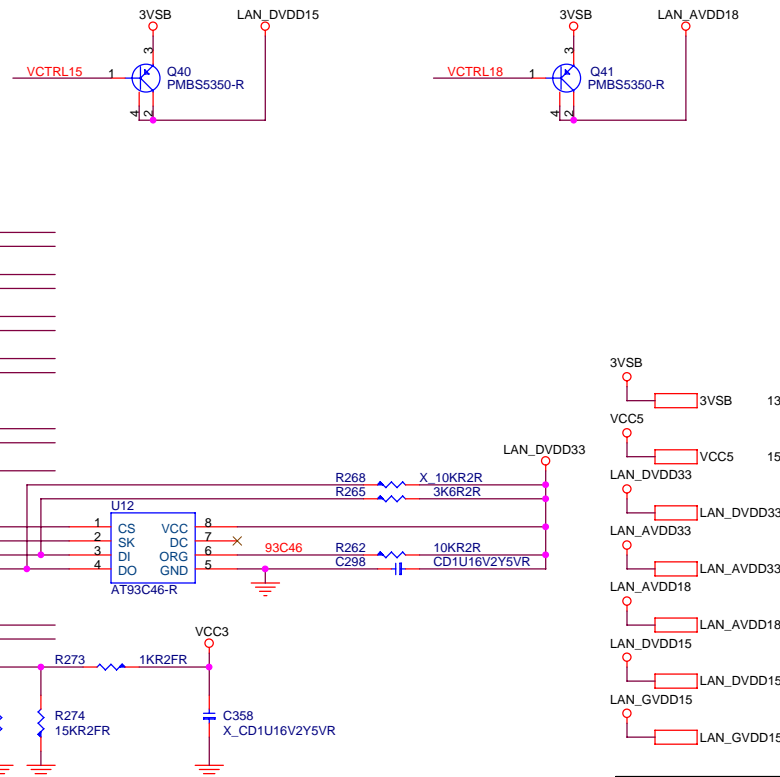 3VSB LAN_DVDD15 3VSB LAN_AVDD18
3 3
VCTRL15 1 Q40 VCTRL18 1 Q41
PMBS5350-R PMBS5350-R
4 2 4 2
3VSB
3VSB 13
VCC5
LAN_DVDD33
VCC5 15
R268 X_10KR2R LAN_DVDD33
R265 3K6R2R
U12 LAN_DVDD33
1 CS VCC 8
LAN_AVDD33
2 SK DC 7
3 DI ORG 6 93C46 R262 10KR2R
4 DO GND 5 C298 CD1U16V2Y5VR LAN_AVDD33
AT93C46-R LAN_AVDD18
LAN_AVDD18
VCC3
LAN_DVDD15
R273 1KR2FR
LAN_DVDD15
LAN_GVDD15
R274 C358
15KR2FR X_CD1U16V2Y5VR
LAN_GVDD15